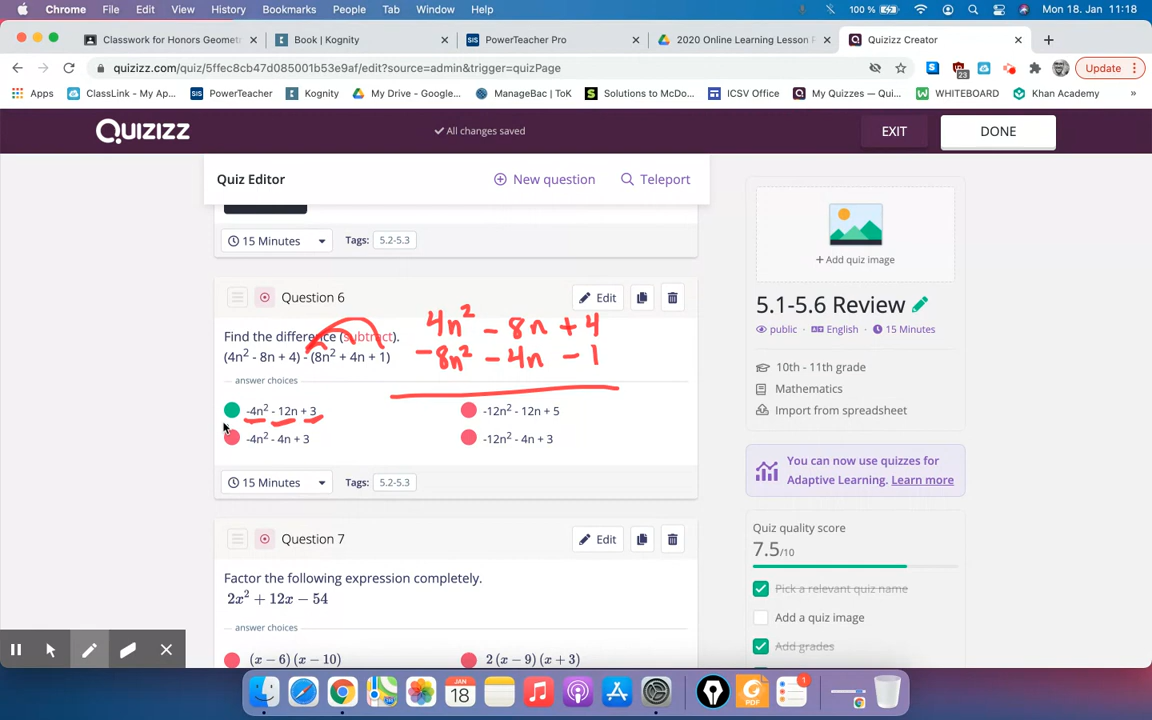 Chrome File Edit View History Bookmarks People Tab Window Help 100 % Mon 18. Jan 11:18
Classwork for Honors Geomet Book | Kognity PowerTeacher Pro 2020 Online Learning Lesson Quizizz Creator
quizizz.com/quiz/5ffec8cb47d085001b5d3e9af/edit?source=admin&trigger=quizPage 23 Update
Apps ClassLink - My Ap... PowerTeacher Kognity My Drive - Google... ManageBac | ToK Solutions to McDo... ICSV Office My Quizzes — Qui... WHITEBOARD Khan Academy »
QUIZIZZ All changes saved EXIT DONE
Quiz Editor New question Teleport
15 Minutes Tags: 5.2-5.3
Question 6 Edit
Find the difference (subtract).
(4n² - 8n + 4) - (8n² + 4n + 1)
4n² - 8n + 4
-8n² - 4n - 1
answer choices
-4n² - 12n + 3 -12n² - 12n + 5
-4n² - 4n + 3 -12n² - 4n + 3
15 Minutes Tags: 5.2-5.3
Question 7 Edit
Factor the following expression completely.
2x² + 12x − 54
answer choices
(x − 6) (x − 10) 2 (x − 9) (x + 3)
+ Add quiz image
5.1-5.6 Review
public English 15 Minutes
10th - 11th grade
Mathematics
Import from spreadsheet
You can now use quizzes for
Adaptive Learning. Learn more
Quiz quality score
7.5/10
Pick a relevant quiz name
Add a quiz image
Add grades
JAN
18
1